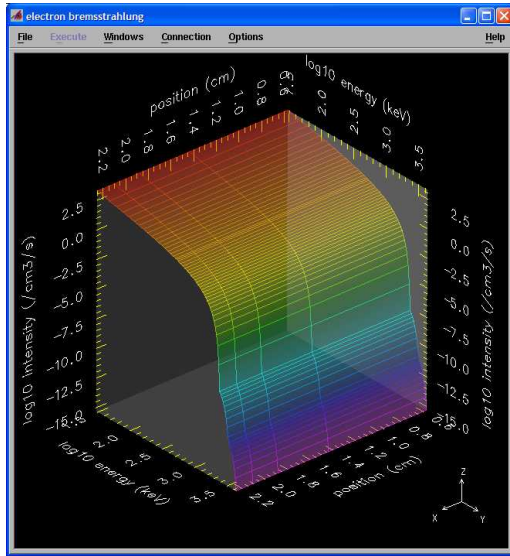 electron bremsstrahlung
File Execute Windows Connection Options Help
position (cm)
2.2 2.0 1.8 1.6 1.4 1.2 1.0 0.8
log10 energy (keV)
2.0 2.5 3.0 3.5
log10 intensity (/cm3/s)
2.5
0.0
-2.5
-5.0
-7.5
-10.0
-12.5
-15.0
log10 intensity (/cm3/s)
2.5
0.0
-2.5
-5.0
-7.5
-10.0
-12.5
-15.0
log10 energy (keV)
2.0 2.5 3.0 3.5
position (cm)
2.2 2.0 1.8 1.6 1.4 1.2 1.0 0.8
Z
X Y